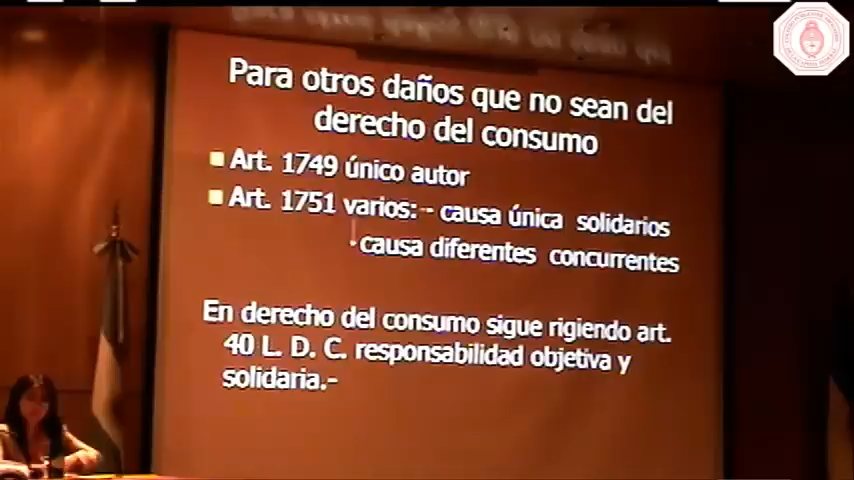 Para otros daños que no sean del
derecho del consumo
Art. 1749 único autor
Art. 1751 varios:- causa única solidarios
causa diferentes concurrentes
En derecho del consumo sigue rigiendo art.
40 L. D. C. responsabilidad objetiva y
solidaria.-